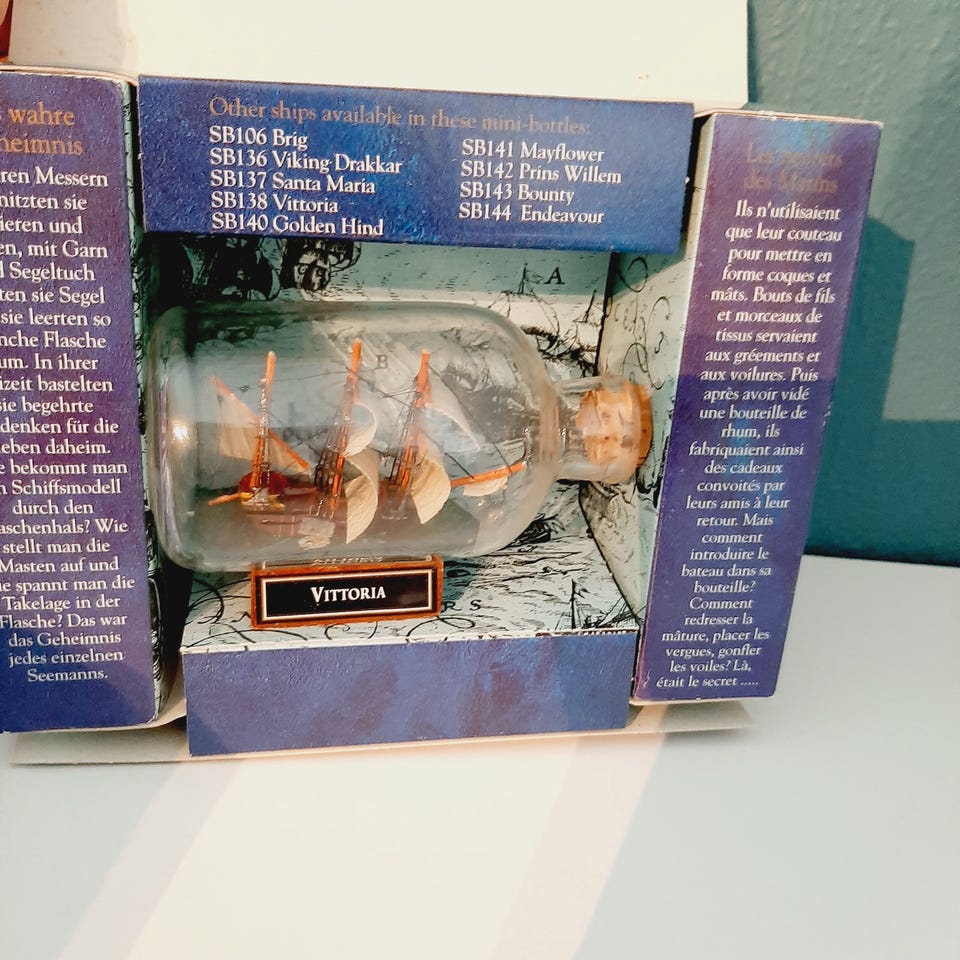 wahre
heimnis
ren Messern
nitzten sie
ieren und
en, mit Garn
Segeltuch
ten sie Segel
sie leerten so
nche Flasche
um. In ihrer
izeit bastelten
sie begehrte
denken für die
eben daheim.
e bekommt man
n Schiffsmodell
durch den
aschenhals? Wie
stellt man die
Masten auf und
ie spannt man die
Takelage in der
Flasche? Das war
das Geheimnis
jedes einzelnen
Seemanns.
Other ships available in these mini-bottles:
SB106 Brig
SB136 Viking Drakkar
SB137 Santa Maria
SB138 Vittoria
SB140 Golden Hind
SB141 Mayflower
SB142 Prins Willem
SB143 Bounty
SB144 Endeavour
A
B
VITTORIA
R S
Les secrets
des Marins
Ils n'utilisaient
que leur couteau
pour mettre en
forme coques et
mâts. Bouts de fils
et morceaux de
tissus servaient
aux gréements et
aux voilures. Puis
après avoir vidé
une bouteille de
rhum, ils
fabriquaient ainsi
des cadeaux
convoités par
leurs amis à leur
retour. Mais
comment
introduire le
bateau dans sa
bouteille?
Comment
redresser la
mâture, placer les
vergues, gonfler
les voiles? Là,
était le secret .....